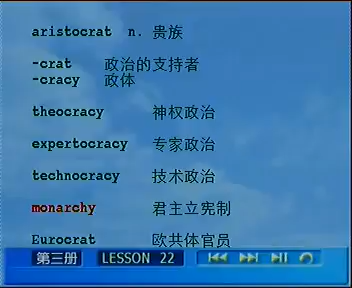 aristocrat n. 贵族
-crat 政治的支持者
-cracy 政体
theocracy 神权政治
expertocracy 专家政治
technocracy 技术政治
monarchy 君主立宪制
Eurocrat 欧共体官员
第三册 LESSON 22